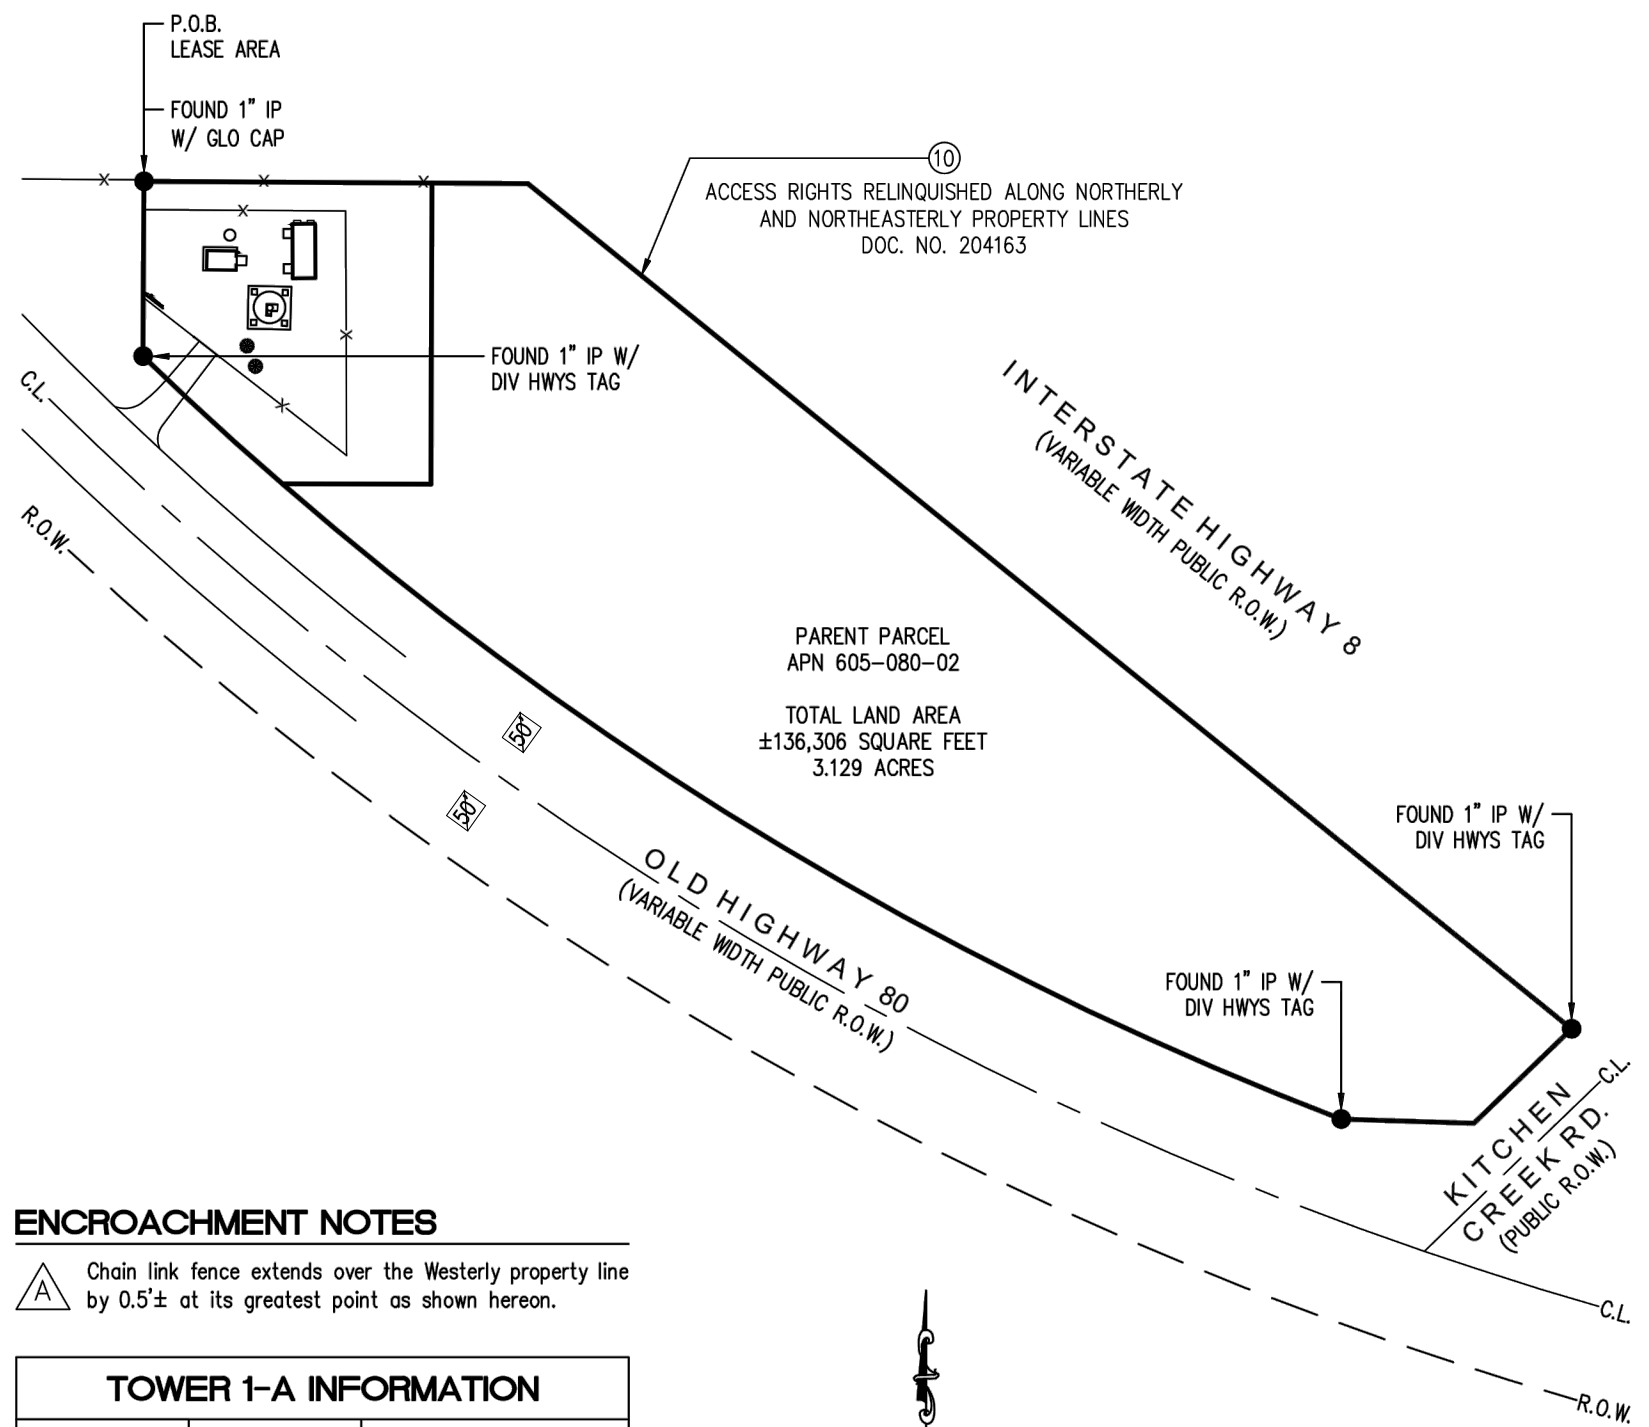 P.O.B.
LEASE AREA
FOUND 1" IP
W/ GLO CAP
10
ACCESS RIGHTS RELINQUISHED ALONG NORTHERLY
AND NORTHEASTERLY PROPERTY LINES
DOC. NO. 204163
FOUND 1" IP W/
DIV HWYS TAG
C.L.
R.O.W.
INTERSTATE HIGHWAY 8
(VARIABLE WIDTH PUBLIC R.O.W.)
PARENT PARCEL
APN 605-080-02
TOTAL LAND AREA
±136,306 SQUARE FEET
3.129 ACRES
50'
50'
OLD HIGHWAY 80
(VARIABLE WIDTH PUBLIC R.O.W.)
FOUND 1" IP W/
DIV HWYS TAG
FOUND 1" IP W/
DIV HWYS TAG
C.L.
KITCHEN
CREEK RD.
(PUBLIC R.O.W.)
C.L.
R.O.W.
ENCROACHMENT NOTES
A
Chain link fence extends over the Westerly property line
by 0.5'± at its greatest point as shown hereon.
TOWER 1-A INFORMATION